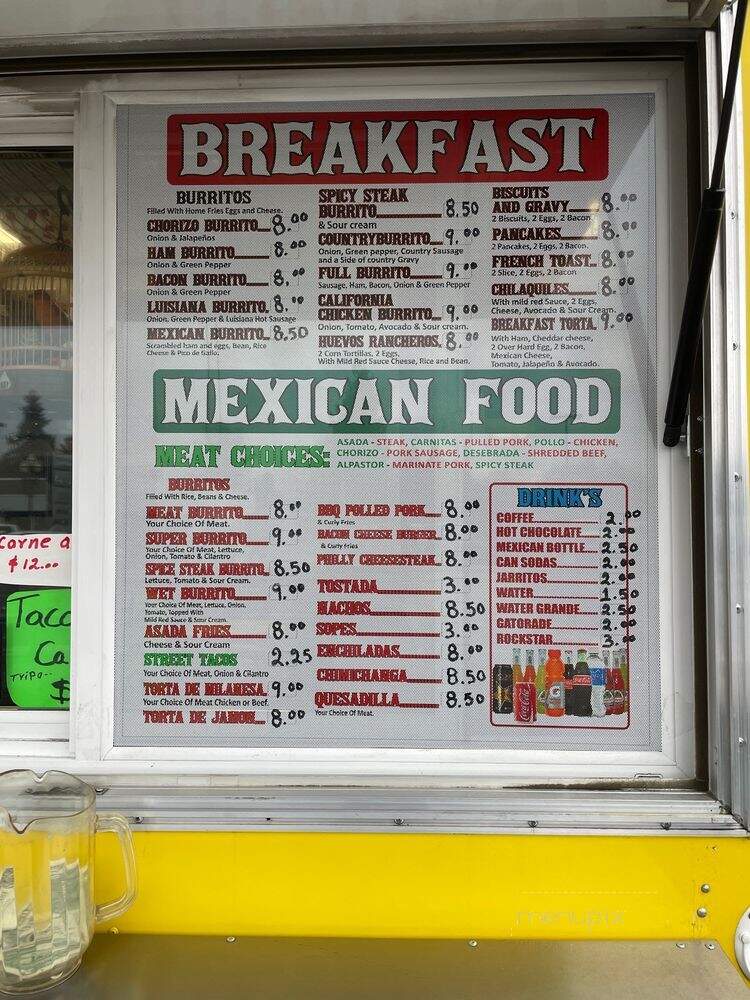 BREAKFAST
BURRITOS
Filled With Home Fries Eggs and Cheese.
CHORIZO BURRITO 8.00
Onion & Jalapeños
HAM BURRITO 8.00
Onion & Green Pepper
BACON BURRITO 8.00
Onion & Green Pepper
LUISIANA BURRITO 8.00
Onion, Green Pepper & Luisiana Hot Sausage
MEXICAN BURRITO 8,50
Scrambled ham and eggs, Bean, Rice
Cheese & Pico de Gallo.
SPICY STEAK
BURRITO 8.50
& Sour cream
COUNTRYBURRITO 9.00
Onion, Green pepper, Country Sausage
and a Side of country Gravy
FULL BURRITO 9.00
Sausage, Ham, Bacon, Onion & Green Pepper
CALIFORNIA
CHICKEN BURRITO 9,00
Onion, Tomato, Avocado & Sour cream.
HUEVOS RANCHEROS 8,00
2 Corn Tortillas, 2 Eggs,
With Mild Red Sauce Cheese, Rice and Bean.
BISCUITS
AND GRAVY 8.00
2 Biscuits, 2 Eggs, 2 Bacon
PANCAKES 8.00
2 Pancakes, 2 Eggs, 2 Bacon.
FRENCH TOAST 8.00
2 Slice, 2 Eggs, 2 Bacon
CHILAQUILES 8.00
With mild red Sauce, 2 Eggs,
Cheese, Avocado & Sour Cream.
BREAKFAST TORTA 9.00
With Ham, Cheddar cheese,
2 Over Hard Egg, 2 Bacon,
Mexican Cheese,
Tomato, Jalapeño & Avocado.
MEXICAN FOOD
MEAT CHOICES:
ASADA - STEAK, CARNITAS - PULLED PORK, POLLO - CHICKEN,
CHORIZO - PORK SAUSAGE, DESEBRADA - SHREDDED BEEF,
ALPASTOR - MARINATE PORK, SPICY STEAK
BURRITOS
Filled With Rice, Beans & Cheese.
MEAT BURRITO 8.00
Your Choice Of Meat.
SUPER BURRITO 9.00
Your Choice Of Meat, Lettuce,
Onion, Tomato & Cilantro
SPICE STEAK BURRITO 8.50
Lettuce, Tomato & Sour Cream.
WET BURRITO 9,00
Your Choice Of Meat, Lettuce, Onion,
Tomato, Topped With
Mild Red Sauce & Sour Cream.
ASADA FRIES 8.00
Cheese & Sour Cream
STREET TACOS 2.25
Your Choice Of Meat, Onion & Cilantro
TORTA DE MILANESA 9,00
Your Choice Of Meat Chicken or Beef.
TORTA DE JAMON 8.00
BBQ POLLED PORK 8.00
& Curly Fries
BACON CHEESE BURGER 8.00
& Curly fries
PHILLY CHEESESTEAK 8.00
TOSTADA 3.00
NACHOS 8.50
SOPES 3.00
ENCHILADAS 8.00
CHIMICHANGA 8.50
QUESADILLA 8.50
Your Choice Of Meat.
DRINK'S
COFFEE 2.00
HOT CHOCOLATE 2.00
MEXICAN BOTTLE 2.50
CAN SODAS 2.00
JARRITOS 2.00
WATER 1.50
WATER GRANDE 2.50
GATORADE 2.00
ROCKSTAR 3.00
Coca-Cola
carne a
$12.00
Taco
Ca
Tripa
$
menupix